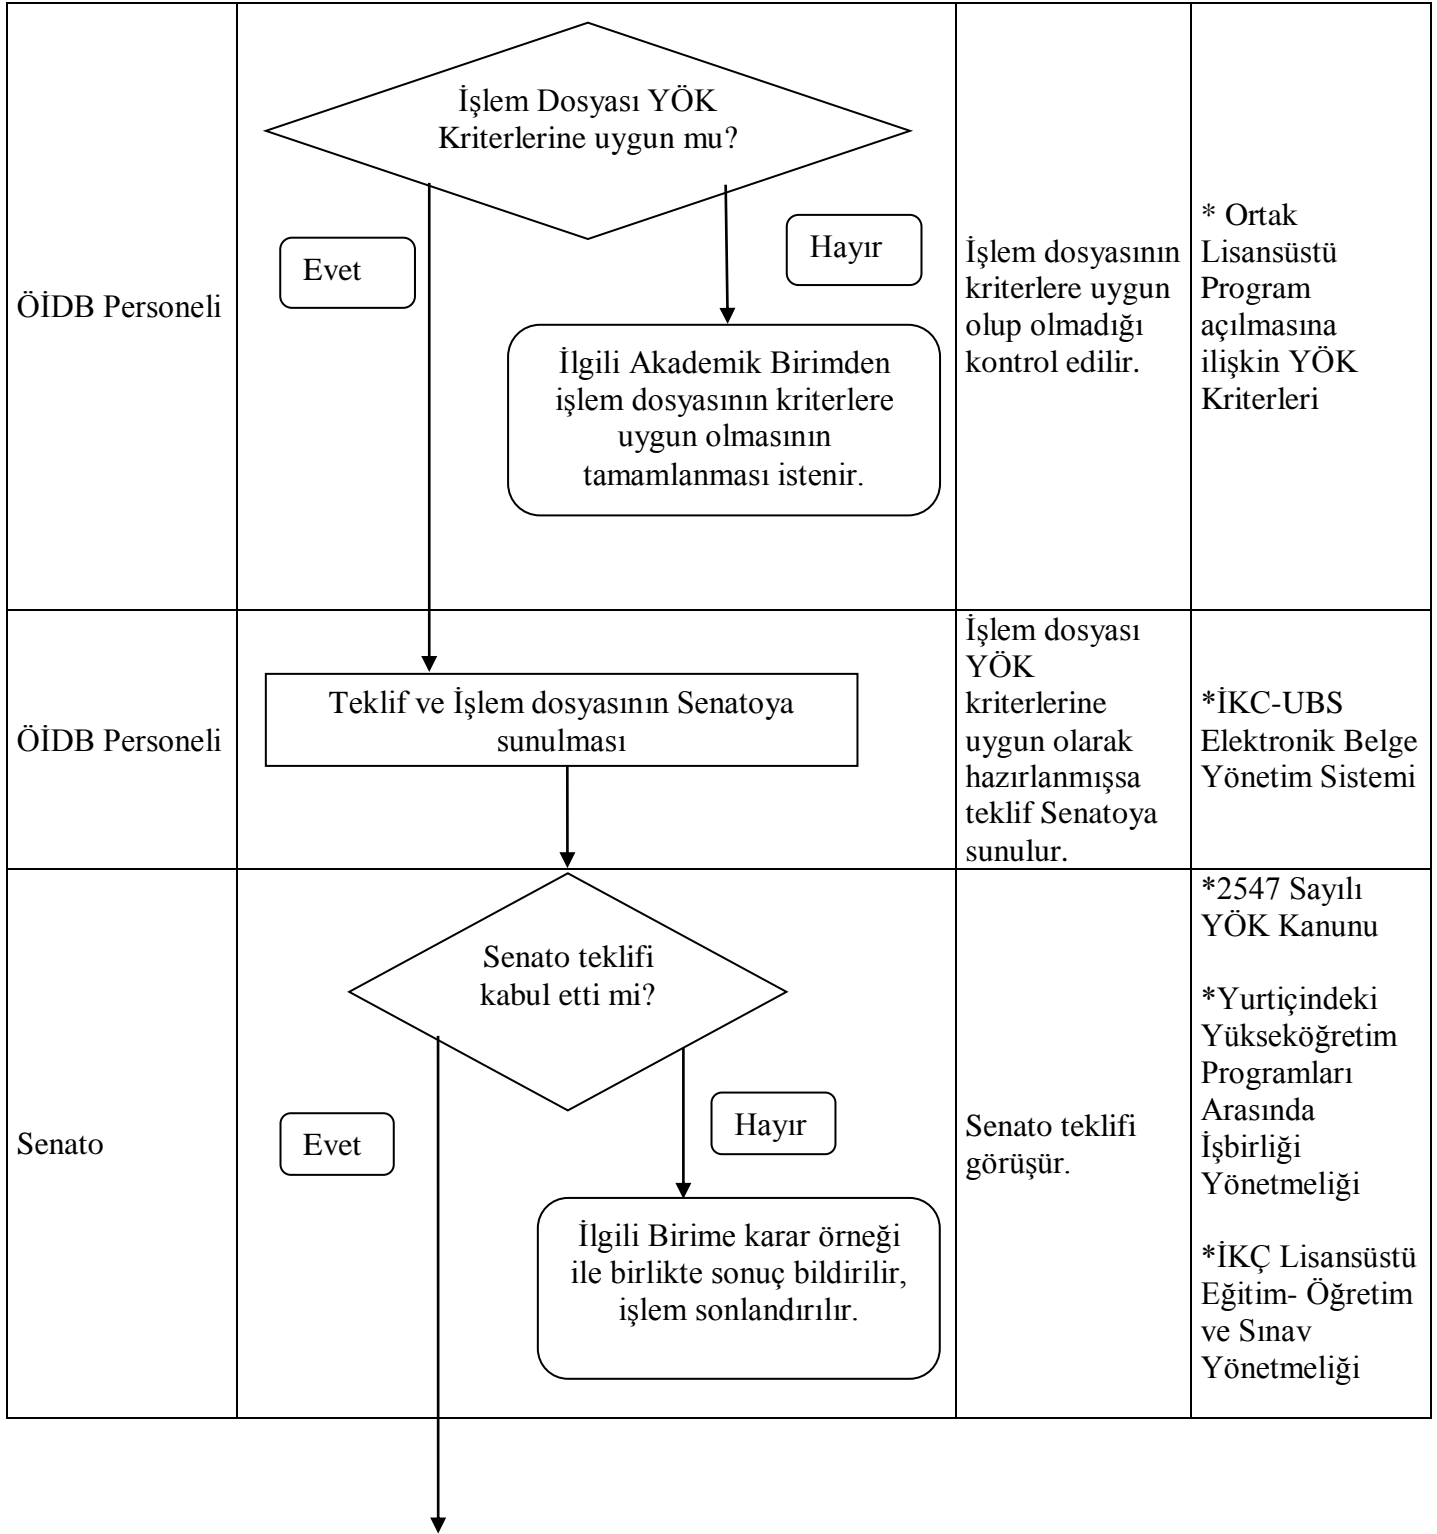 ÖİDB Personeli
İşlem Dosyası YÖK
Kriterlerine uygun mu?
Evet
Hayır
İlgili Akademik Birimden
işlem dosyasının kriterlere
uygun olmasının
tamamlanması istenir.
İşlem dosyasının
kriterlere uygun
olup olmadığı
kontrol edilir.
* Ortak
Lisansüstü
Program
açılmasına
ilişkin YÖK
Kriterleri
ÖİDB Personeli
Teklif ve İşlem dosyasının Senatoya
sunulması
İşlem dosyası
YÖK
kriterlerine
uygun olarak
hazırlanmışsa
teklif Senatoya
sunulur.
*İKC-UBS
Elektronik Belge
Yönetim Sistemi
Senato
Senato teklifi
kabul etti mi?
Evet
Hayır
İlgili Birime karar örneği
ile birlikte sonuç bildirilir,
işlem sonlandırılır.
Senato teklifi
görüşür.
*2547 Sayılı
YÖK Kanunu
*Yurtiçindeki
Yükseköğretim
Programları
Arasında
İşbirliği
Yönetmeliği
*İKÇ Lisansüstü
Eğitim- Öğretim
ve Sınav
Yönetmeliği